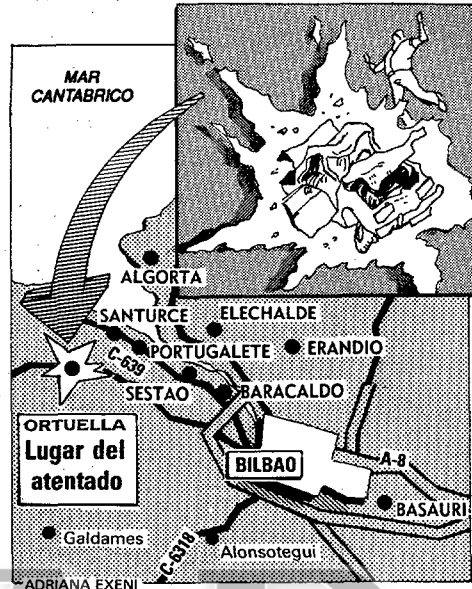 MAR
CANTABRICO
ALGORTA
SANTURCE
ELECHALDE
C-639
PORTUGALETE
ERANDIO
SESTAO
BARACALDO
ORTUELLA
Lugar del
atentado
BILBAO
A-8
BASAURI
Galdames
C-6318
Alonsotegui
ADRIANA EXENI